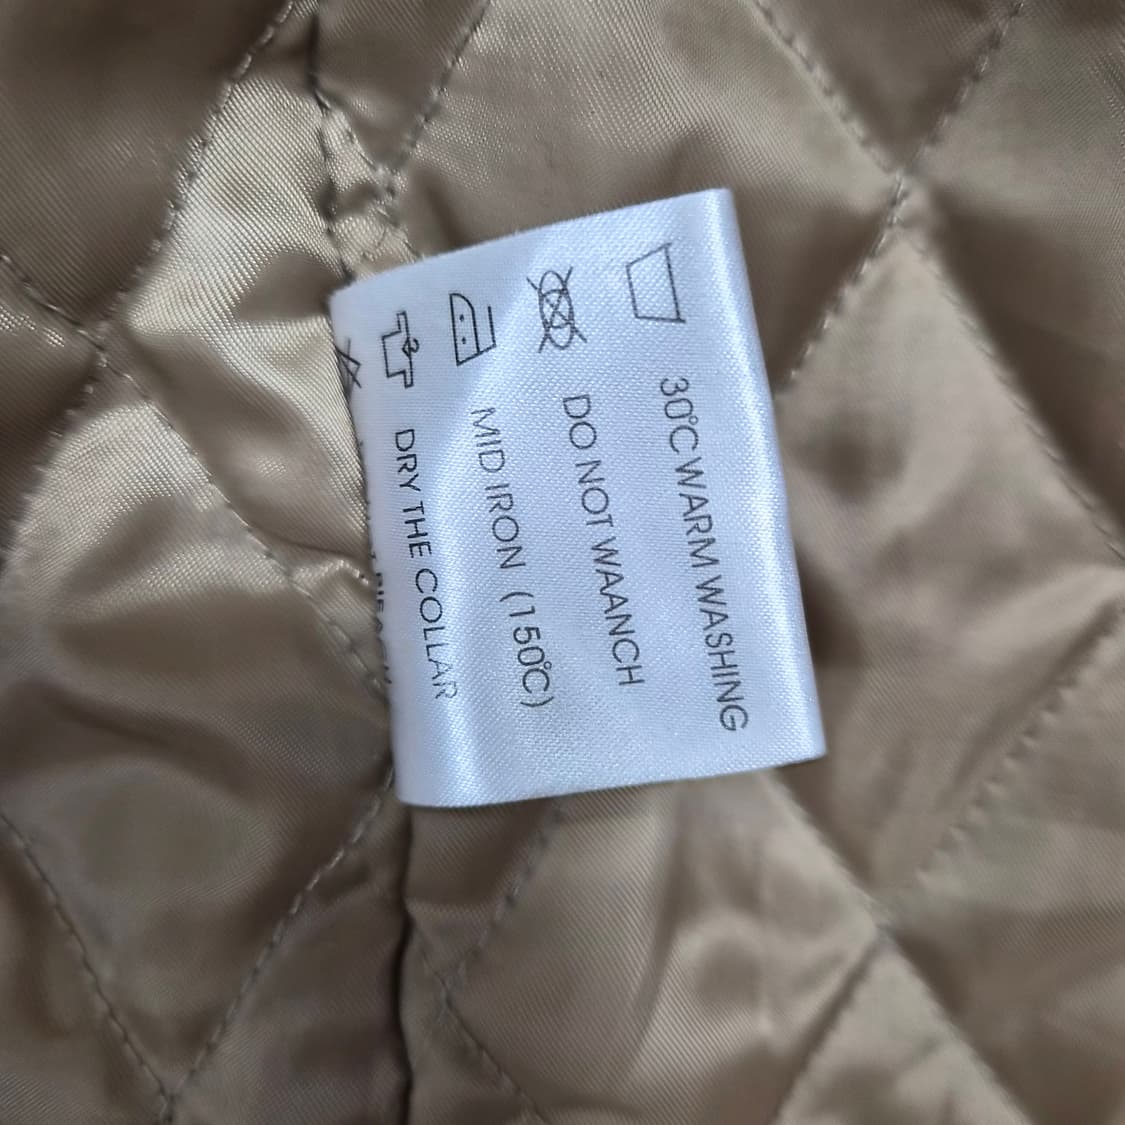 30℃ WARM WASHING
DO NOT WAANCH
MID IRON (150℃)
DRY THE COLLAR